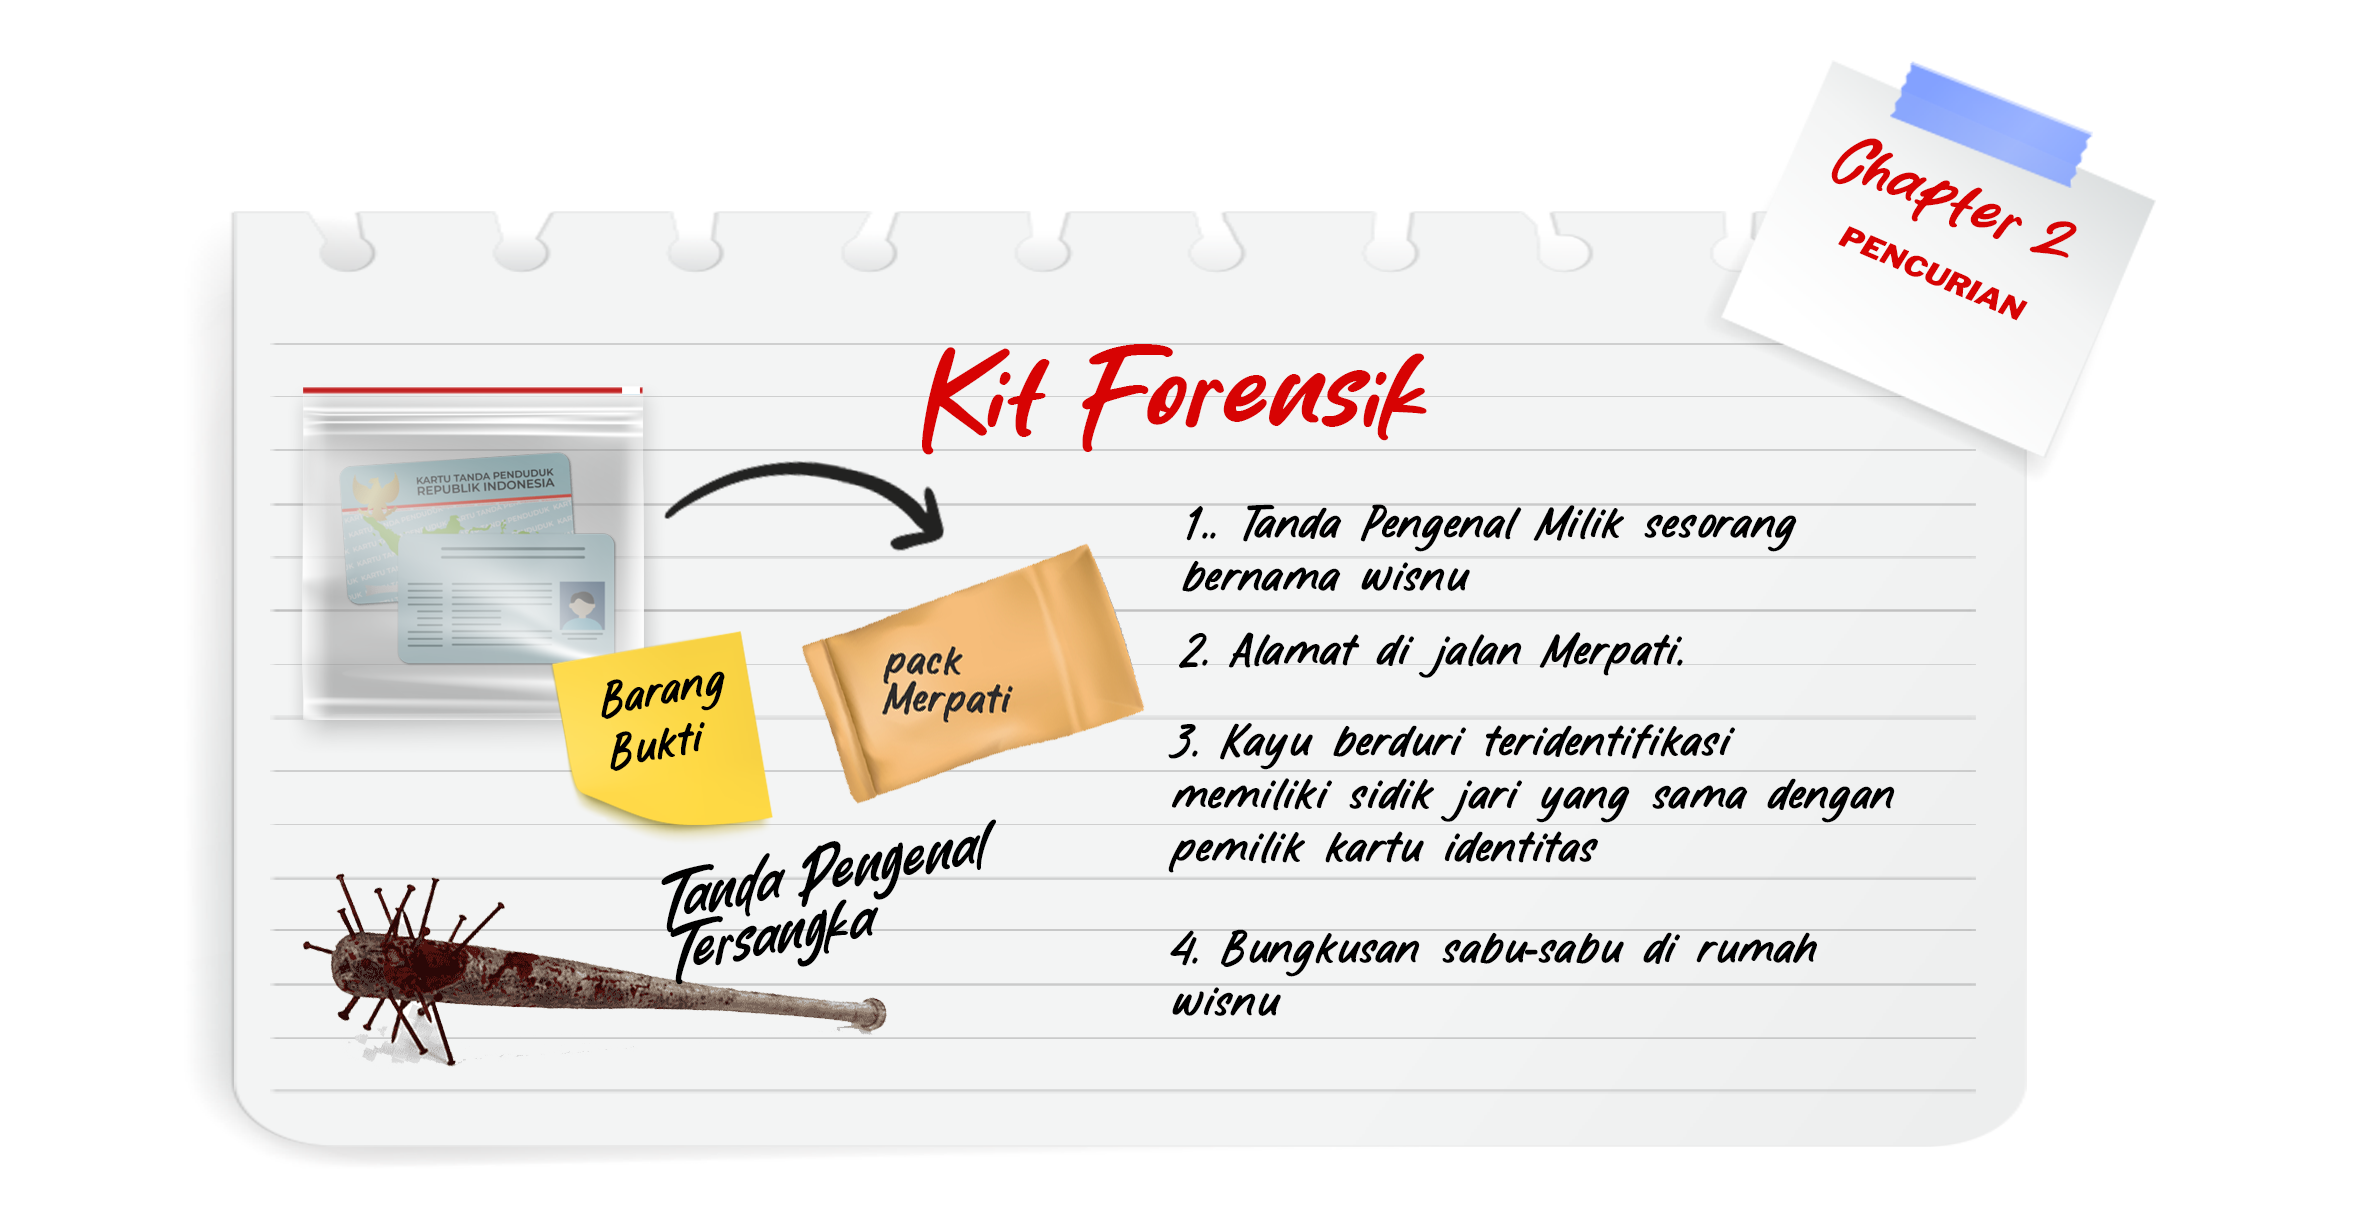 Chapter 2
PENCURIAN
Kit Forensik
KARTU TANDA PENDUDUK
REPUBLIK INDONESIA
Barang
Bukti
pack
Merpati
Tanda Pengenal
Tersangka
1.. Tanda Pengenal Milik sesorang
bernama wisnu
2. Alamat di jalan Merpati.
3. Kayu berduri teridentifikasi
memiliki sidik jari yang sama dengan
pemilik kartu identitas
4. Bungkusan sabu-sabu di rumah
wisnu